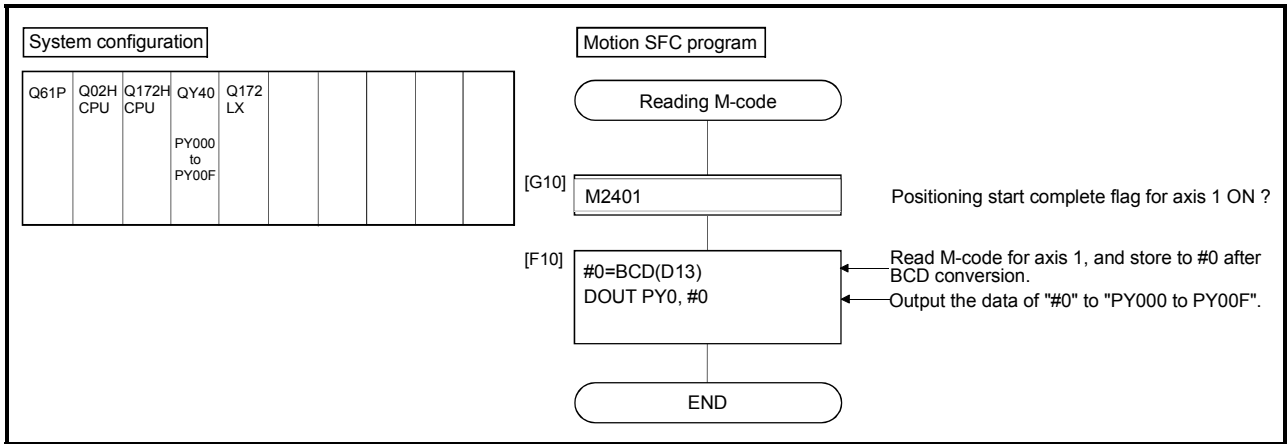 System configuration
Q61P
Q02H
CPU
Q172H
CPU
QY40
PY000
to
PY00F
Q172
LX
Motion SFC program
Reading M-code
[G10]
M2401
Positioning start complete flag for axis 1 ON ?
[F10]
#0=BCD(D13)
DOUT PY0, #0
Read M-code for axis 1, and store to #0 after
BCD conversion.
Output the data of "#0" to "PY000 to PY00F".
END